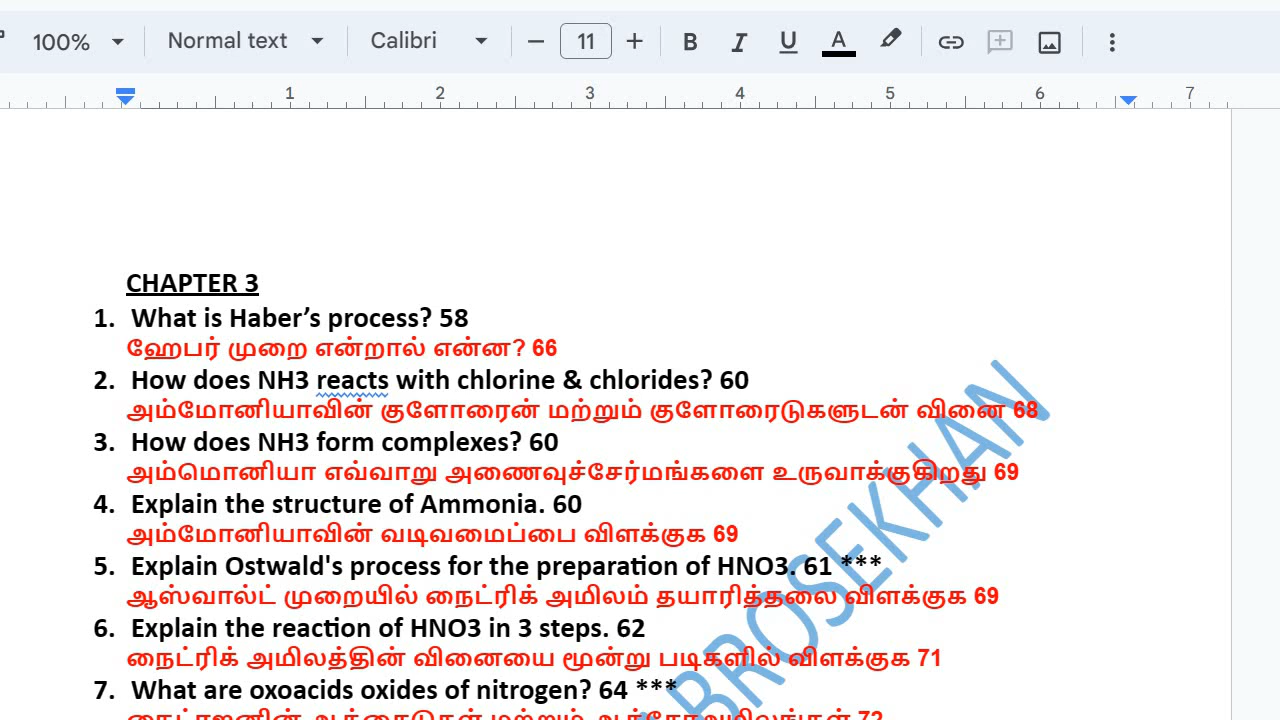 100% Normal text Calibri − 11 + B I U A
1 2 3 4 5 6 7
CHAPTER 3
1. What is Haber’s process? 58
ஹேபர் முறை என்றால் என்ன? 66
2. How does NH3 reacts with chlorine & chlorides? 60
அம்மோனியாவின் குளோரைன் மற்றும் குளோரைடுகளுடன் வினை 68
3. How does NH3 form complexes? 60
அம்மொனியா எவ்வாறு அணைவுச்சேர்மங்களை உருவாக்குகிறது 69
4. Explain the structure of Ammonia. 60
அம்மோனியாவின் வடிவமைப்பை விளக்குக 69
5. Explain Ostwald's process for the preparation of HNO3. 61 ***
ஆஸ்வால்ட் முறையில் நைட்ரிக் அமிலம் தயாரித்தலை விளக்குக 69
6. Explain the reaction of HNO3 in 3 steps. 62
நைட்ரிக் அமிலத்தின் வினையை மூன்று படிகளில் விளக்குக 71
7. What are oxoacids oxides of nitrogen? 64 ***
72
BROSEKHAN